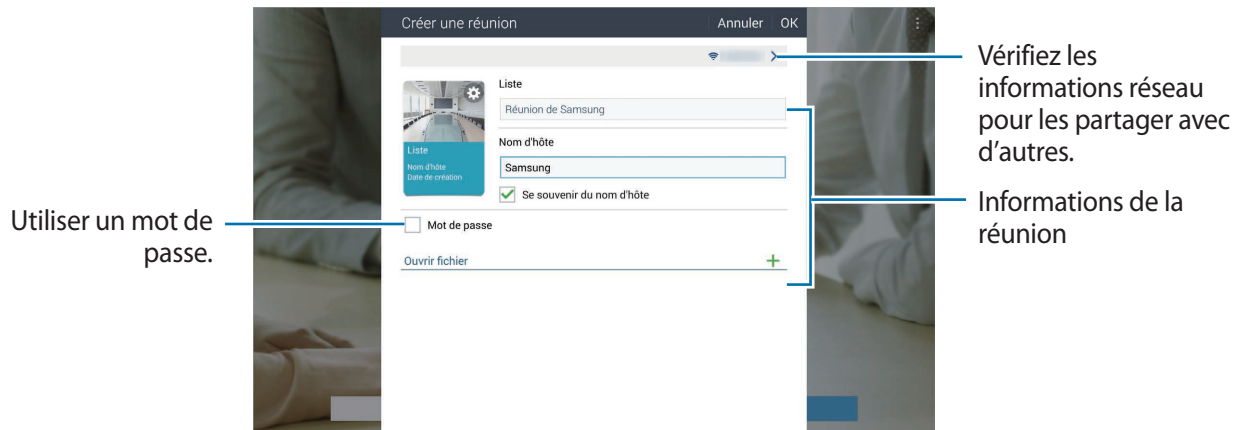 Créer une réunion Annuler OK
Vérifiez les
informations réseau
pour les partager avec
d'autres.
Liste
Réunion de Samsung
Liste
Nom d'hôte
Date de création
Nom d'hôte
Samsung
Se souvenir du nom d'hôte
Informations de la
réunion
Utiliser un mot de
passe.
Mot de passe
Ouvrir fichier